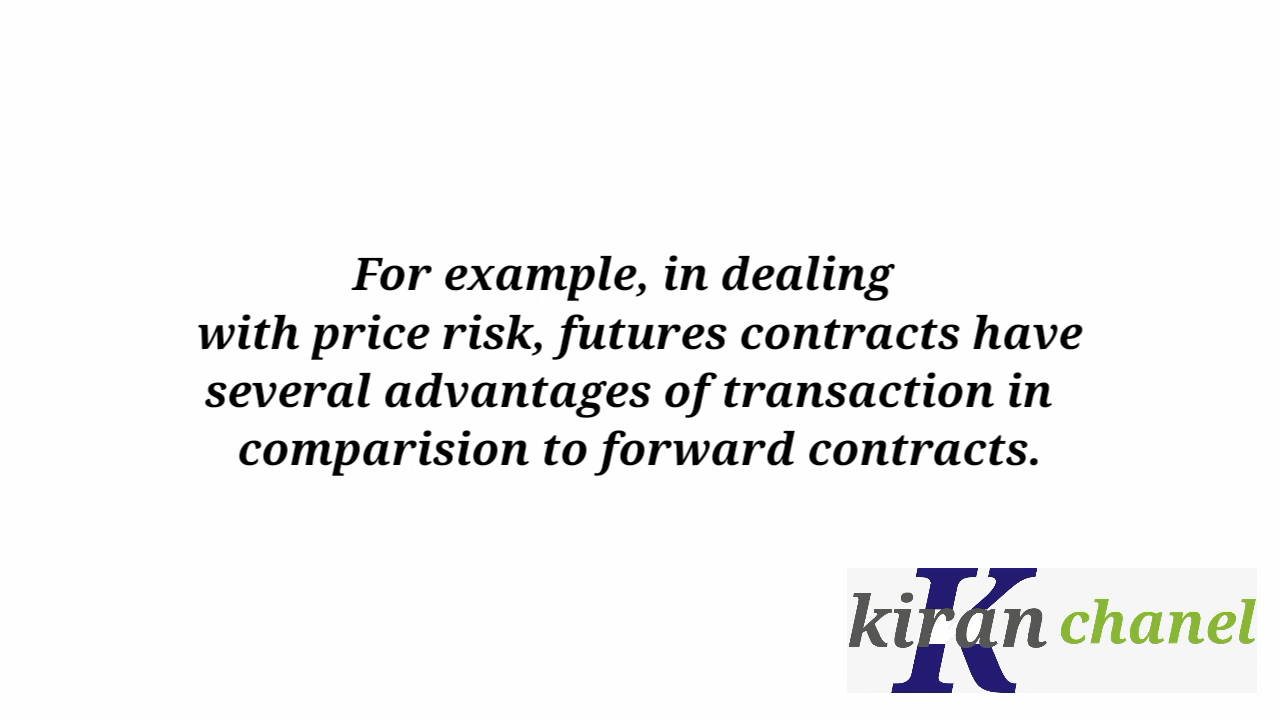 For example, in dealing
with price risk, futures contracts have
several advantages of transaction in
comparision to forward contracts.
K
kiran chanel